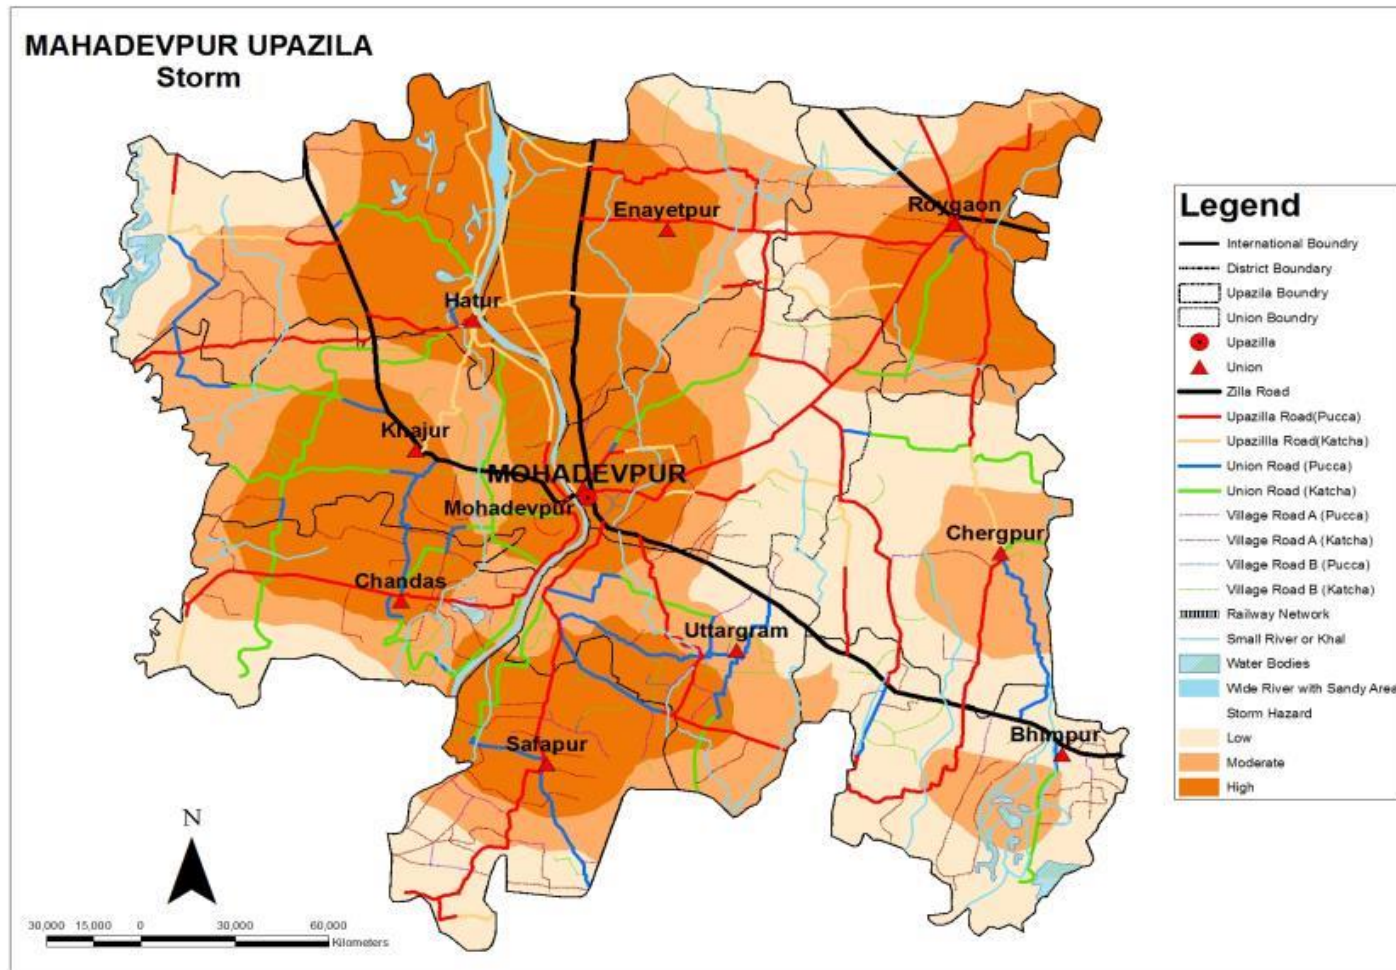 MAHADEVPUR UPAZILA
Storm
Enayetpur
Roygaon
Hatur
Khajur
MOHADEVPUR
Mohadevpur
Chergpur
Chandas
Uttargram
Safapur
Bhimpur
N
30,000 15,000 0 30,000 60,000
Kilometers
Legend
International Boundry
District Boundary
Upazila Boundry
Union Boundry
Upazilla
Union
Zilla Road
Upazilla Road(Pucca)
Upazillla Road(Katcha)
Union Road (Pucca)
Union Road (Katcha)
Village Road A (Pucca)
Village Road A (Katcha)
Village Road B (Pucca)
Village Road B (Katcha)
Railway Network
Small River or Khal
Water Bodies
Wide River with Sandy Area
Storm Hazard
Low
Moderate
High